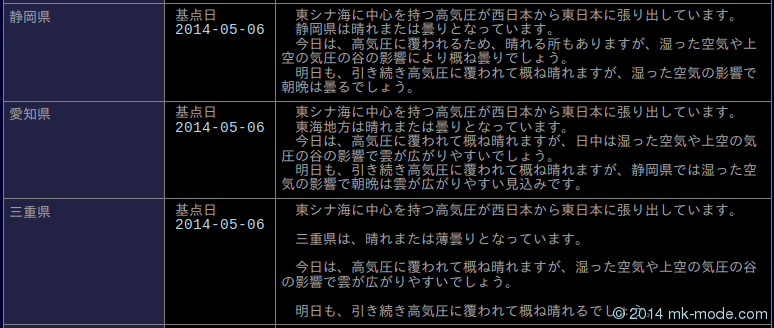 静岡県
基点日
2014-05-06
東シナ海に中心を持つ高気圧が西日本から東日本に張り出しています。
静岡県は晴れまたは曇りとなっています。
今日は、高気圧に覆われるため、晴れる所もありますが、湿った空気や上
空の気圧の谷の影響により概ね曇りでしょう。
明日も、引き続き高気圧に覆われて概ね晴れますが、湿った空気の影響で
朝晩は曇るでしょう。
愛知県
基点日
2014-05-06
東シナ海に中心を持つ高気圧が西日本から東日本に張り出しています。
東海地方は晴れまたは曇りとなっています。
今日は、高気圧に覆われて概ね晴れますが、日中は湿った空気や上空の気
圧の谷の影響で雲が広がりやすいでしょう。
明日も、引き続き高気圧に覆われて概ね晴れますが、静岡県では湿った空
気の影響で朝晩は雲が広がりやすい見込みです。
三重県
基点日
2014-05-06
東シナ海に中心を持つ高気圧が西日本から東日本に張り出しています。
三重県は、晴れまたは薄曇りとなっています。
今日は、高気圧に覆われて概ね晴れますが、湿った空気や上空の気圧の谷
の影響で雲が広がりやすいでしょう。
明日も、引き続き高気圧に覆われて概ね晴れるでしょう。
© 2014 mk-mode.com